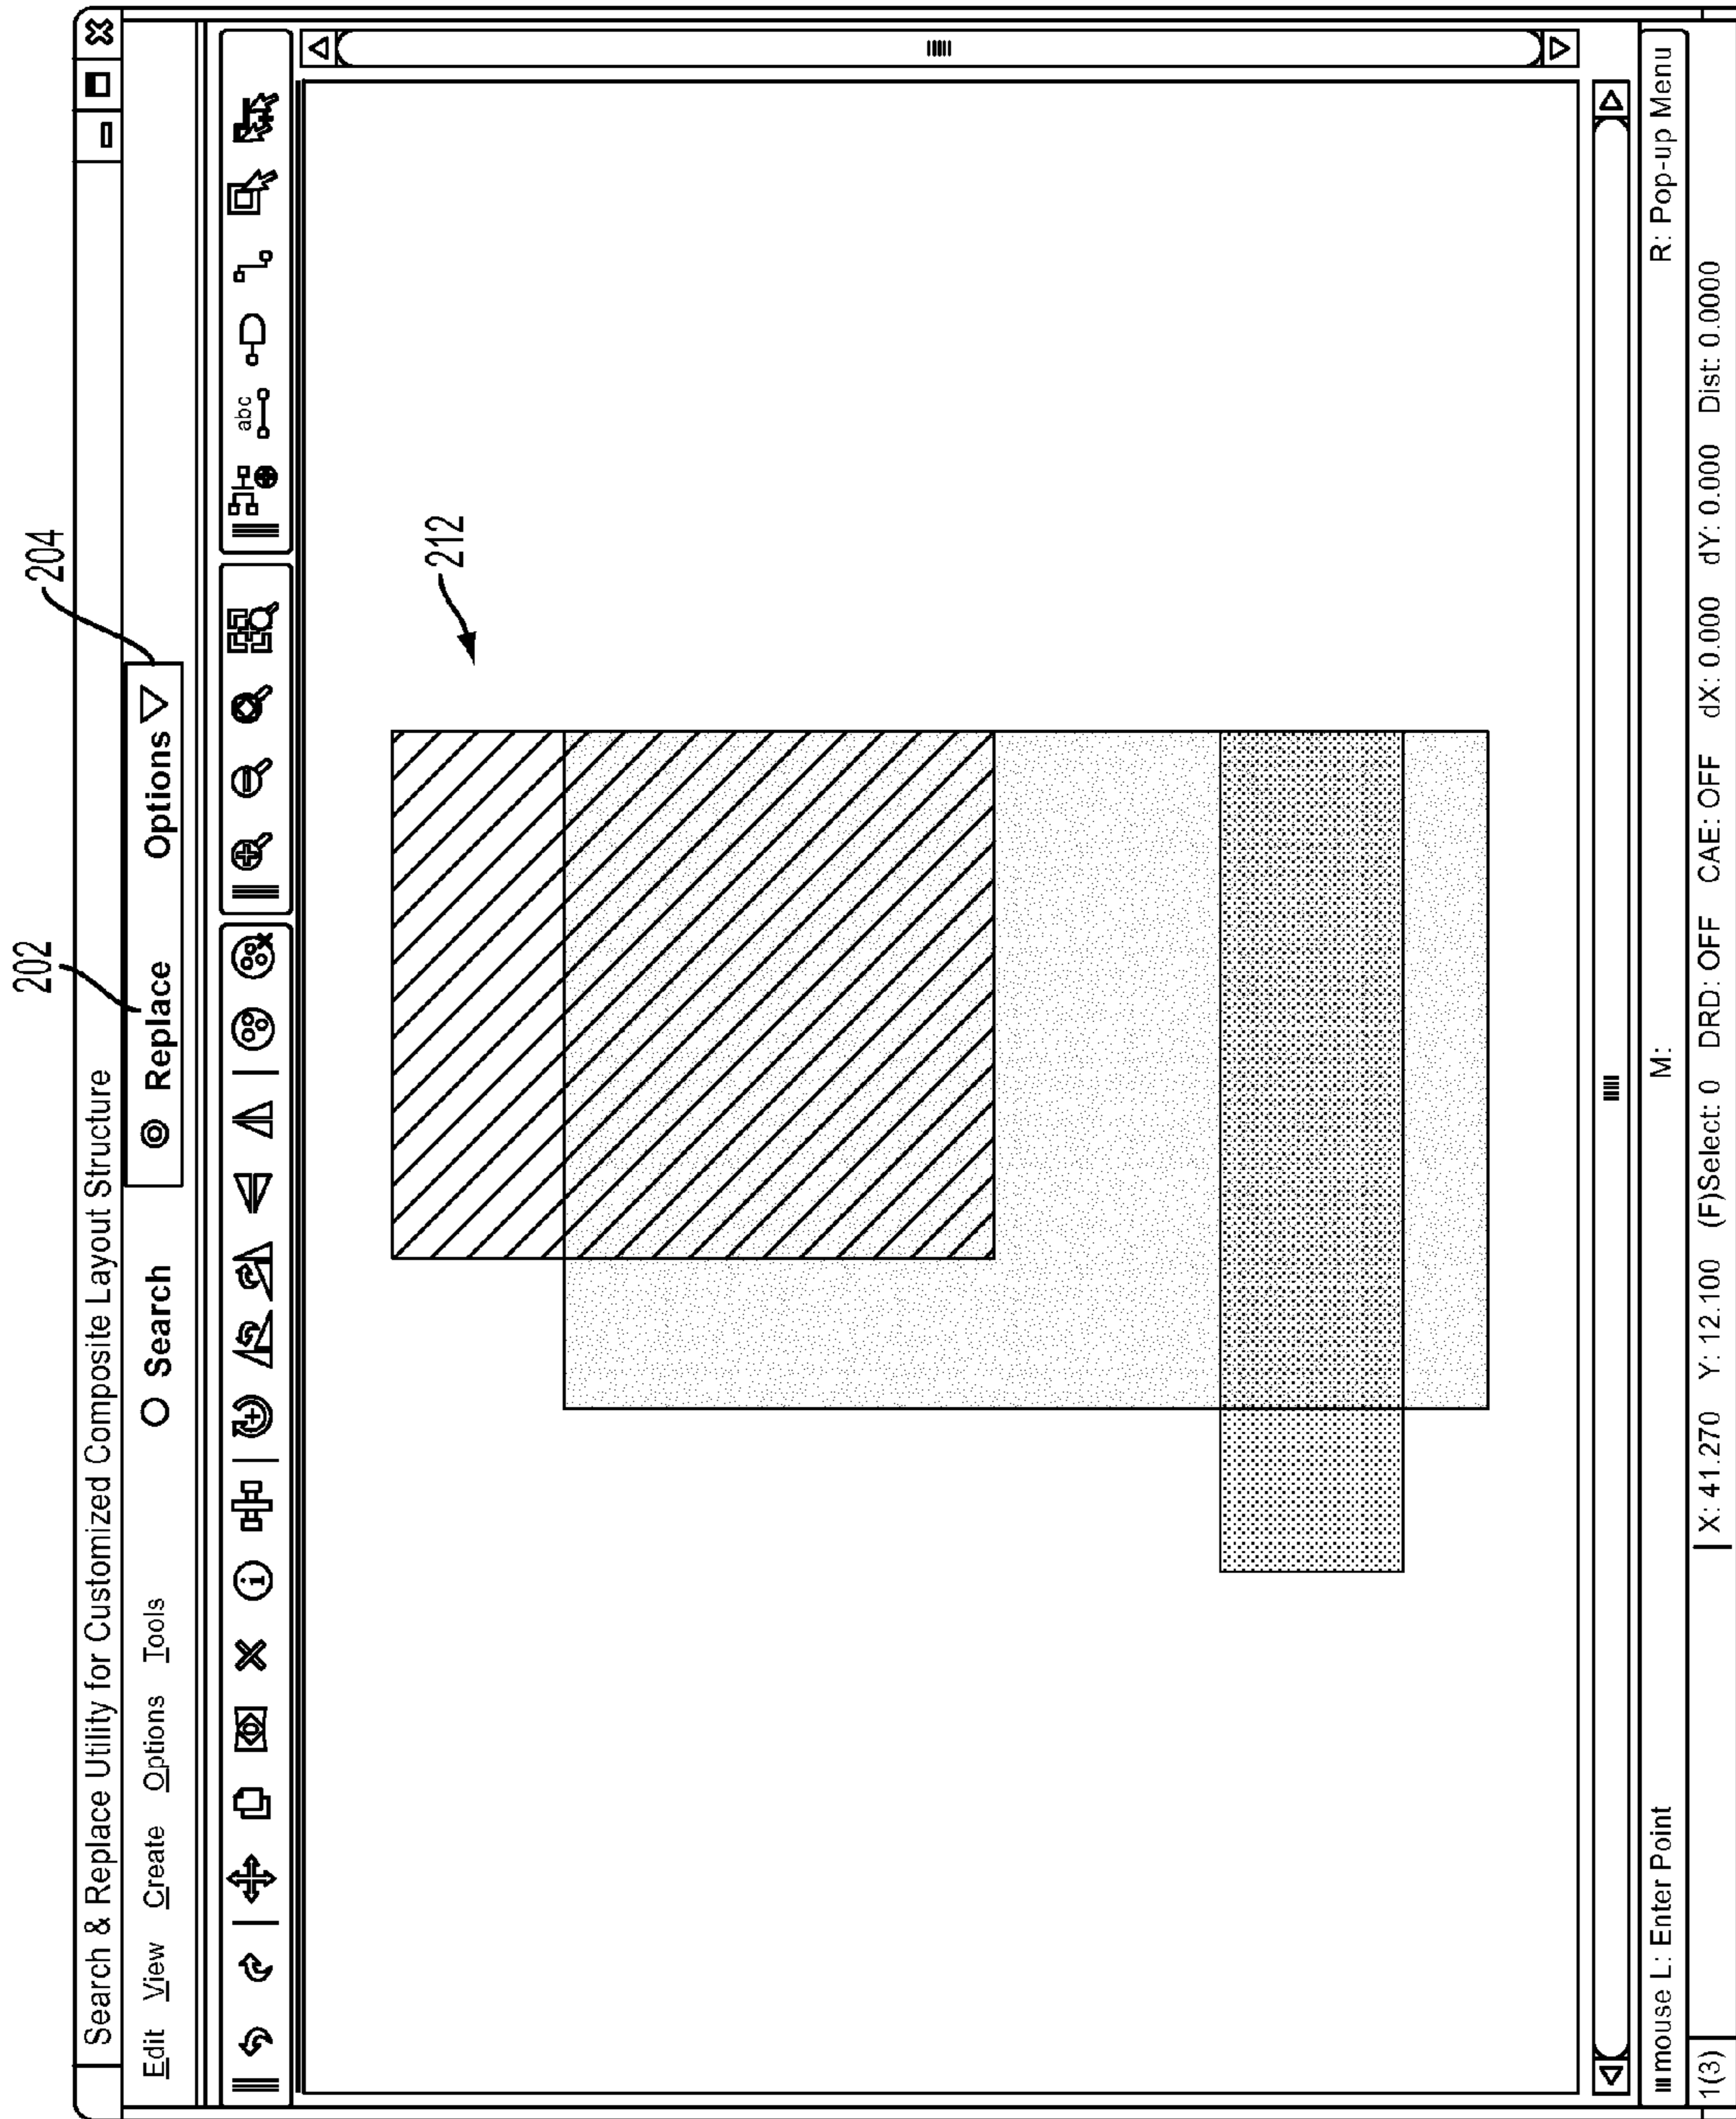 202
204
Search & Replace Utility for Customized Composite Layout Structure
Edit View Create Options Tools
Search Replace Options
abc
212
mouse L: Enter Point M: R: Pop-up Menu
1(3) X: 41.270 Y: 12.100 (F)Select: 0 DRD: OFF CAE: OFF dX: 0.000 dY: 0.000 Dist: 0.0000